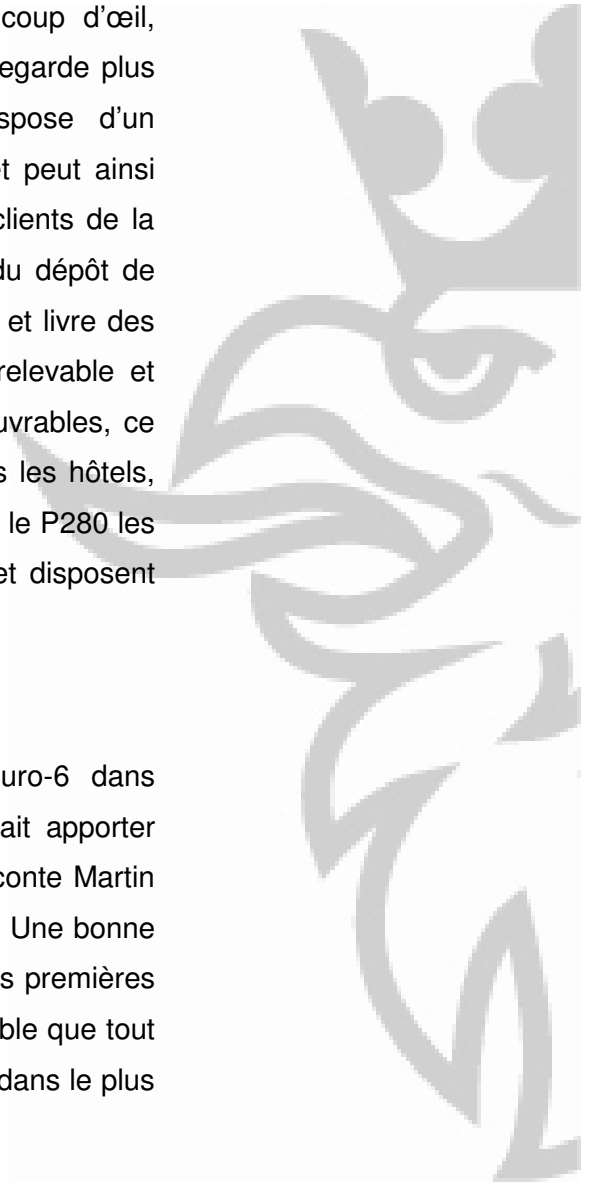 coup d'œil,
egarde plus
spose d'un
t peut ainsi
clients de la
du dépôt de
et livre des
relevable et
uvrables, ce
s les hôtels,
le P280 les
et disposent
uro-6 dans
ait apporter
conte Martin
Une bonne
s premières
ble que tout
dans le plus